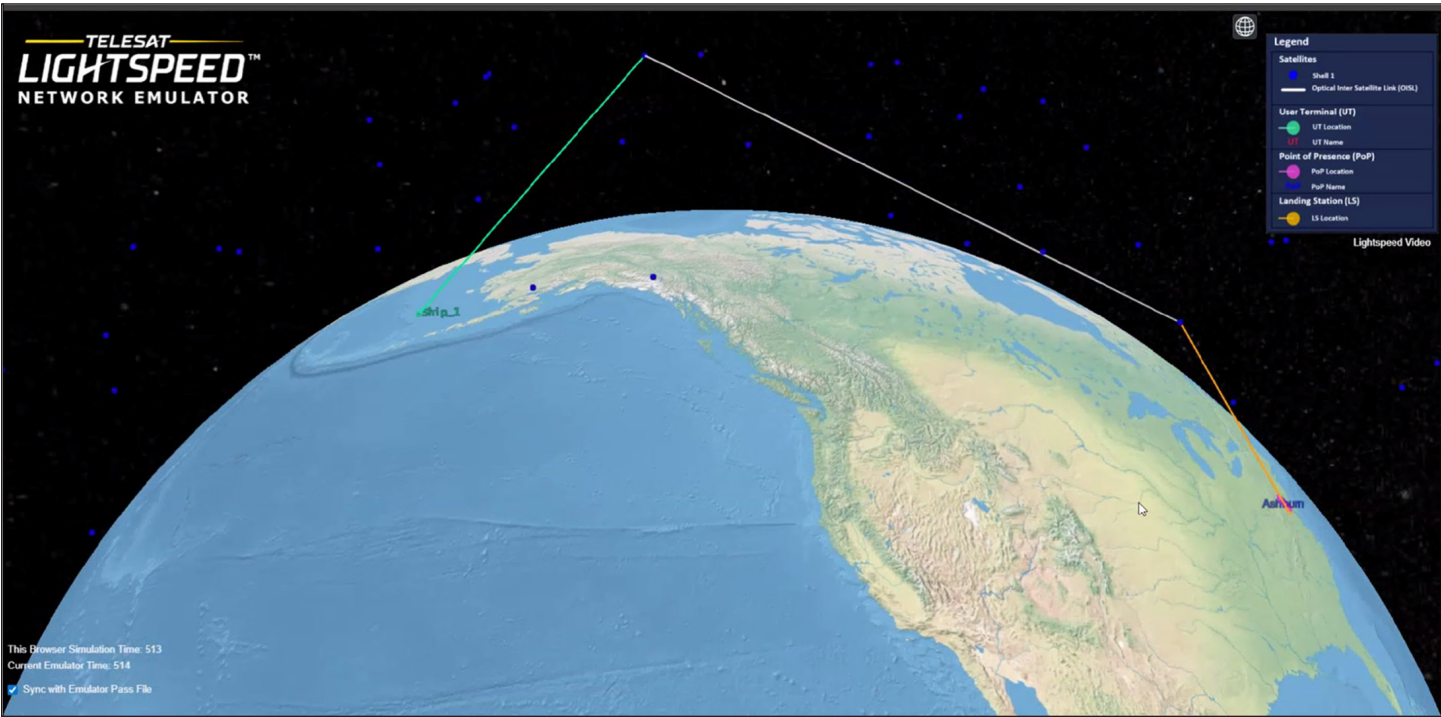 TELESAT
LIGHTSPEED™
NETWORK EMULATOR
Legend
Satellites
Shell 1
Optical Inter Satellite Link (OISL)
User Terminal (UT)
UT UT Location
UT Name
Point of Presence (PoP)
PoP Location
PoP Name
Landing Station (LS)
LS Location
Lightspeed Video
ship_1
Ashburn
This Browser Simulation Time: 513
Current Emulator Time: 514
Sync with Emulator Pass File